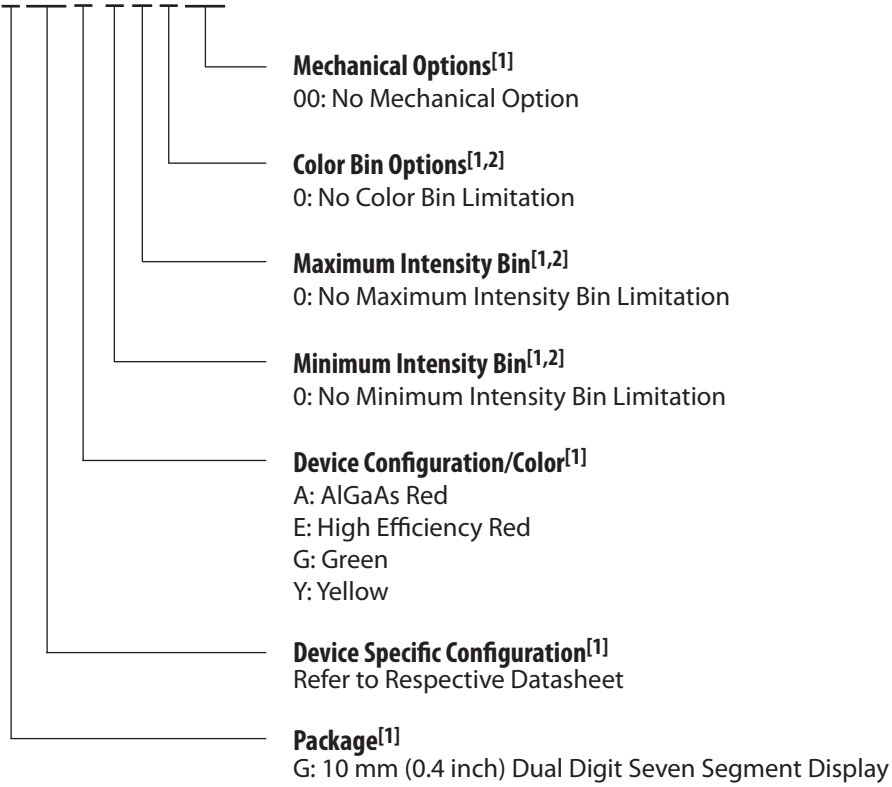 Mechanical Options[1]
00: No Mechanical Option
Color Bin Options[1,2]
0: No Color Bin Limitation
Maximum Intensity Bin[1,2]
0: No Maximum Intensity Bin Limitation
Minimum Intensity Bin[1,2]
0: No Minimum Intensity Bin Limitation
Device Configuration/Color[1]
A: AlGaAs Red
E: High Efficiency Red
G: Green
Y: Yellow
Device Specific Configuration[1]
Refer to Respective Datasheet
Package[1]
G: 10 mm (0.4 inch) Dual Digit Seven Segment Display